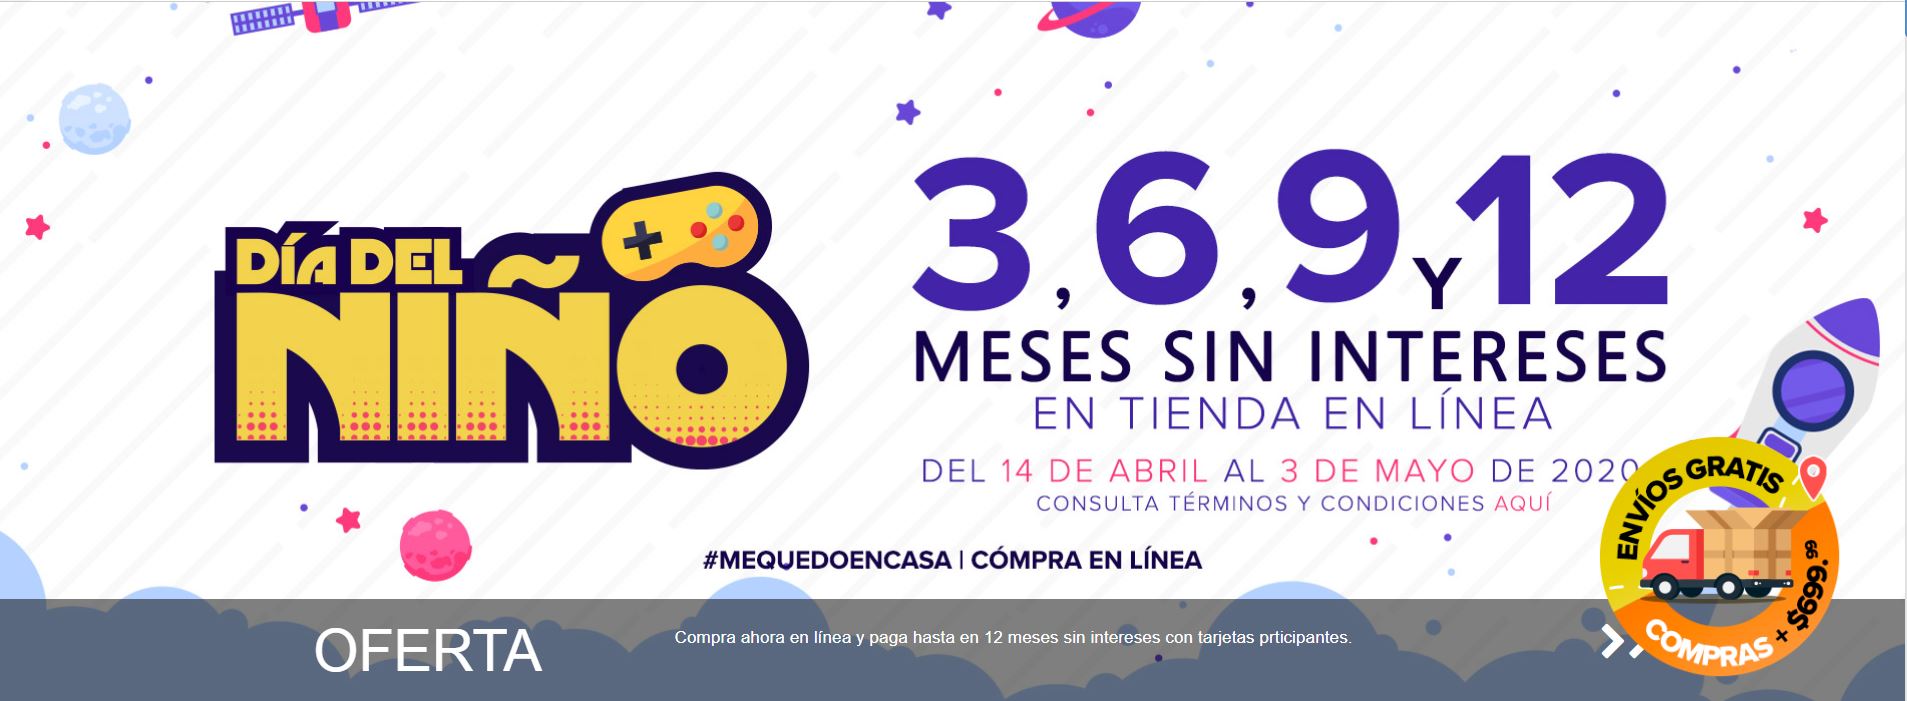 DÍA DEL
NIÑO
3, 6, 9 Y 12
MESES SIN INTERESES
EN TIENDA EN LÍNEA
DEL 14 DE ABRIL AL 3 DE MAYO DE 2020
CONSULTA TÉRMINOS Y CONDICIONES AQUÍ
#MEQUEDOENCASA | CÓMPRA EN LÍNEA
ENVÍOS GRATIS
COMPRAS + $699.99
OFERTA
Compra ahora en línea y paga hasta en 12 meses sin intereses con tarjetas prticipantes.